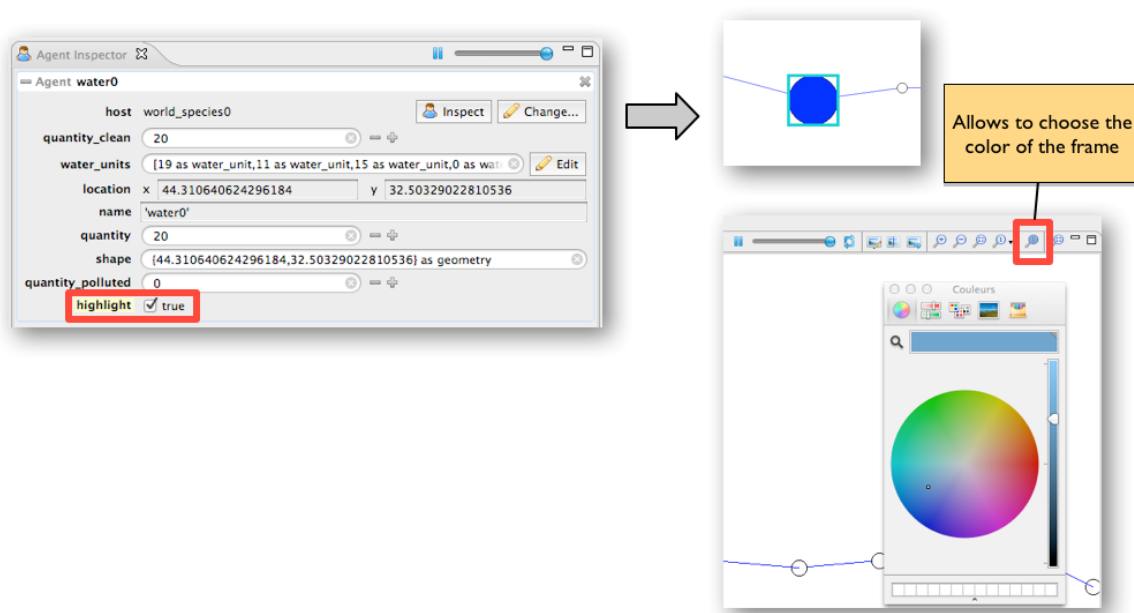 Agent Inspector
Agent water0
host world_species0 Inspect Change...
quantity_clean 20
water_units [19 as water_unit,11 as water_unit,15 as water_unit,0 as wat Edit
location x 44.310640624296184 y 32.50329022810536
name 'water0'
quantity 20
shape {44.310640624296184,32.50329022810536} as geometry
quantity_polluted 0
highlight true
Allows to choose the
color of the frame
Couleurs